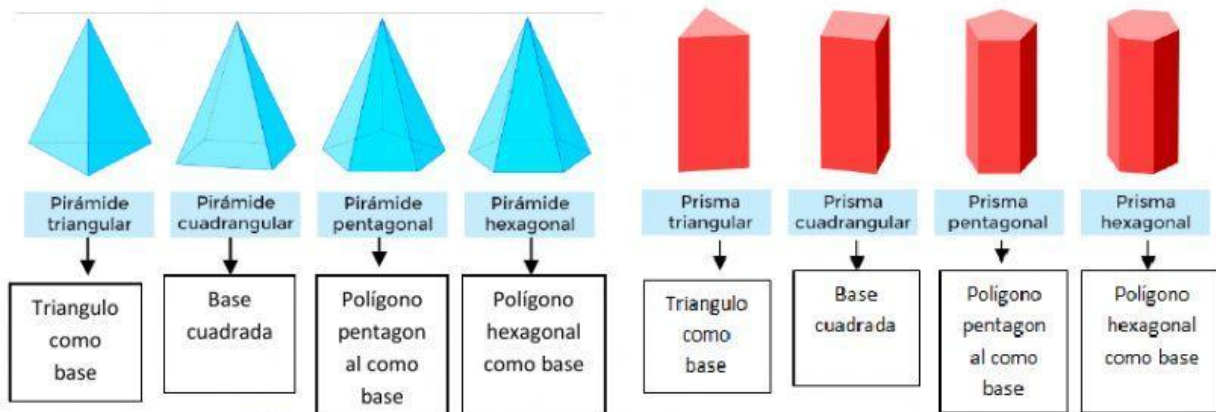 Pirámide
triangular
Pirámide
cuadrangular
Pirámide
pentagonal
Pirámide
hexagonal
Prisma
triangular
Prisma
cuadrangular
Prisma
pentagonal
Prisma
hexagonal
Triangulo
como
base
Base
cuadrada
Polígono
pentagon
al como
base
Polígono
hexagonal
como base
Triangulo
como
base
Base
cuadrada
Polígono
pentagon
al como
base
Polígono
hexagonal
como base